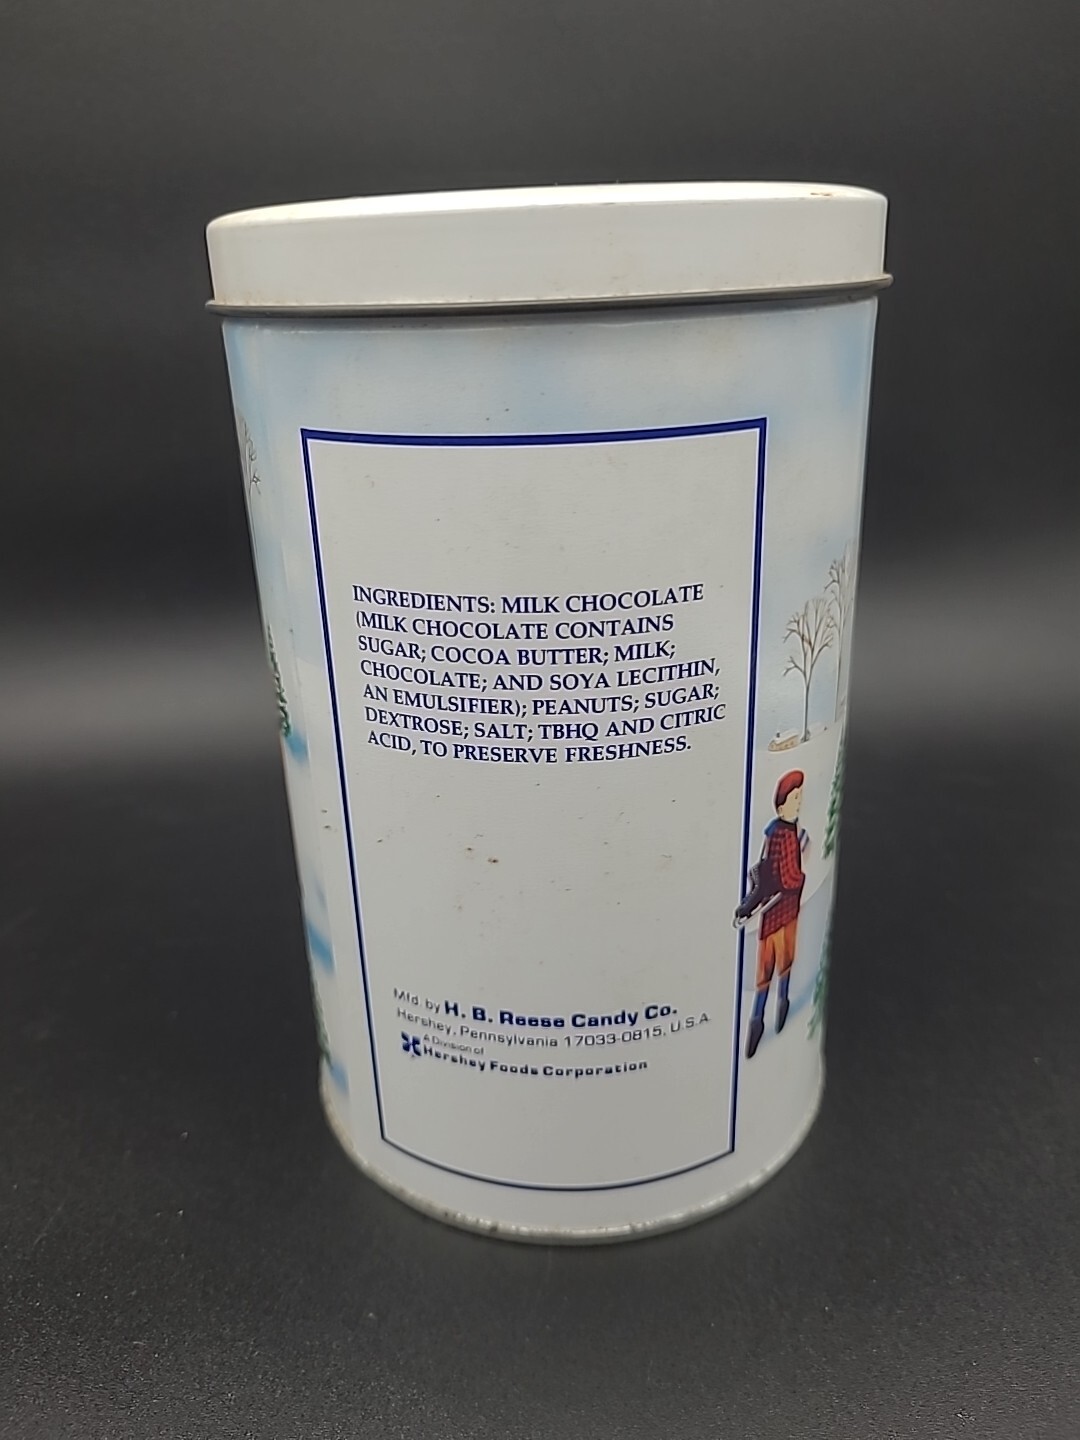 INGREDIENTS: MILK CHOCOLATE
(MILK CHOCOLATE CONTAINS
SUGAR; COCOA BUTTER; MILK;
CHOCOLATE; AND SOYA LECITHIN,
AN EMULSIFIER); PEANUTS; SUGAR;
DEXTROSE; SALT; TBHQ AND CITRIC
ACID, TO PRESERVE FRESHNESS.
Mfd. by H. B. Reese Candy Co.
Hershey, Pennsylvania 17033-0815, U.S.A.
A Division of
Hershey Foods Corporation